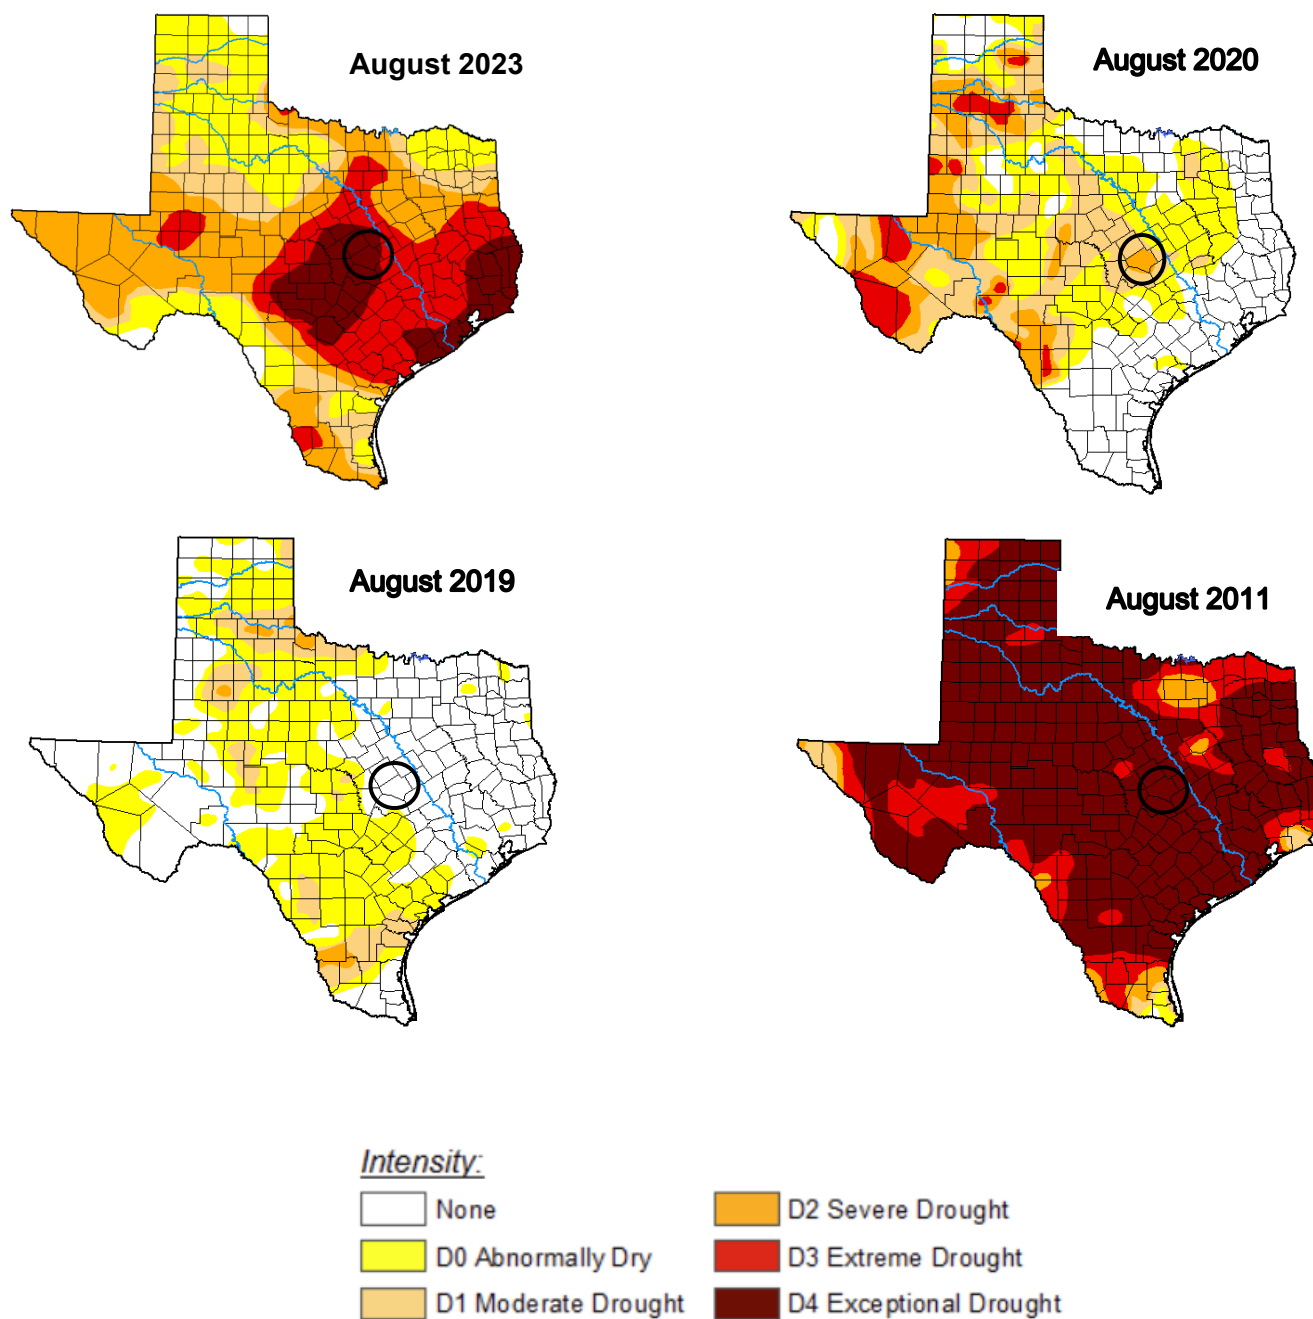 August 2023
August 2020
August 2019
August 2011
Intensity:
None
D0 Abnormally Dry
D1 Moderate Drought
D2 Severe Drought
D3 Extreme Drought
D4 Exceptional Drought